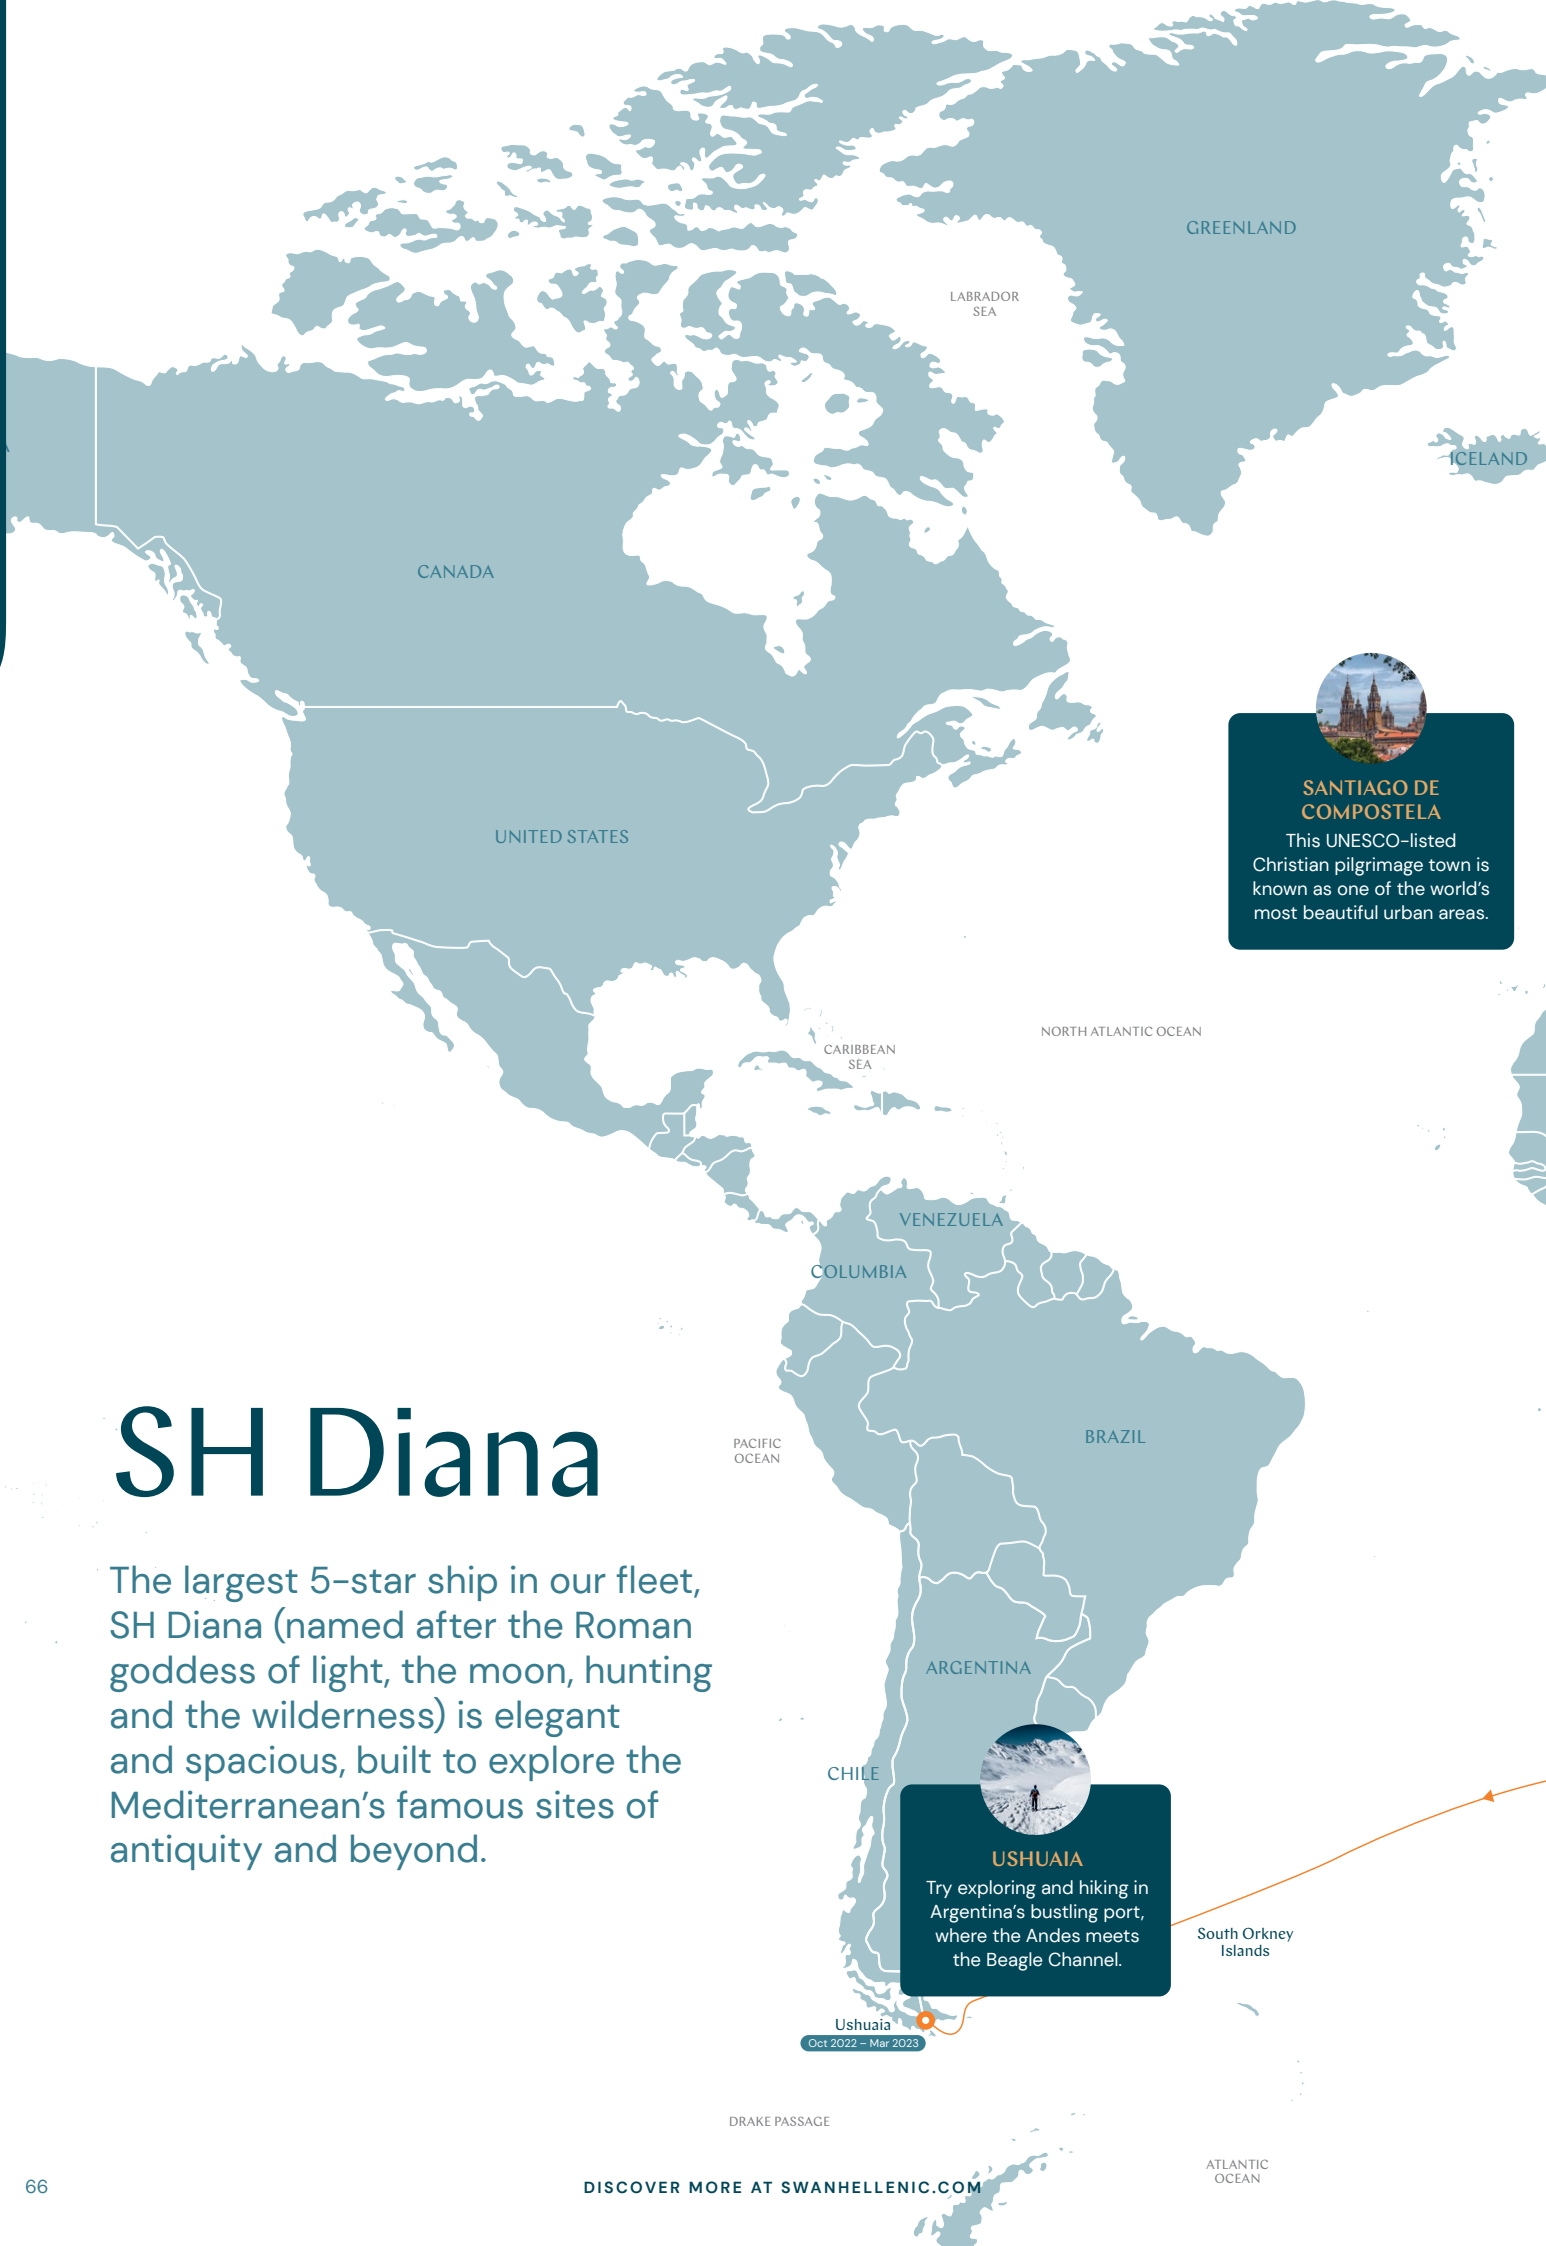 GREENLAND
LABRADOR
SEA
ICELAND
CANADA
UNITED STATES
SANTIAGO DE
COMPOSTELA
This UNESCO-listed
Christian pilgrimage town is
known as one of the world's
most beautiful urban areas.
NORTH ATLANTIC OCEAN
CARIBBEAN
SEA
VENEZUELA
COLUMBIA
BRAZIL
PACIFIC
OCEAN
SH Diana
The largest 5-star ship in our fleet,
SH Diana (named after the Roman
goddess of light, the moon, hunting
and the wilderness) is elegant
and spacious, built to explore the
Mediterranean's famous sites of
antiquity and beyond.
ARGENTINA
CHILE
USHUAIA
Try exploring and hiking in
Argentina's bustling port,
where the Andes meets
the Beagle Channel.
South Orkney
Islands
Ushuaia
Oct 2022 – Mar 2023
DRAKE PASSAGE
ATLANTIC
OCEAN
66
DISCOVER MORE AT SWANHELLENIC.COM